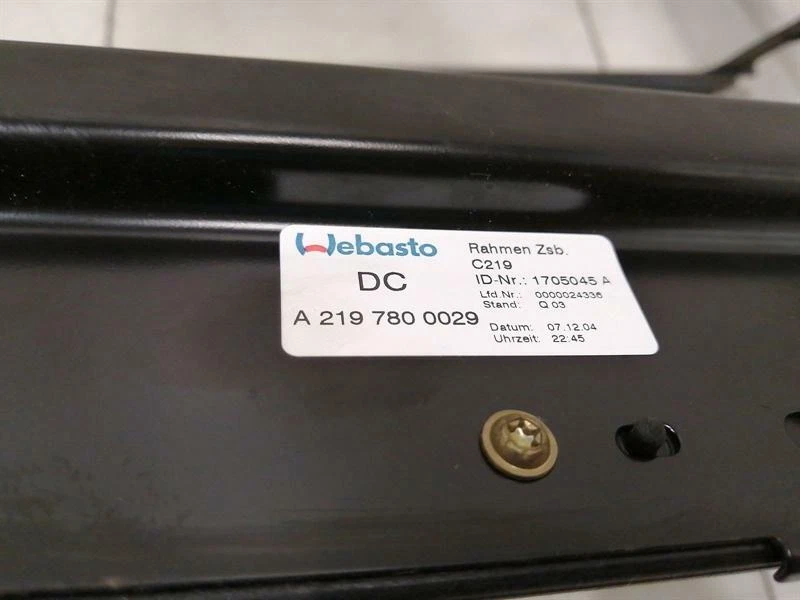 Webasto
DC
A 219 780 0029
Rahmen Zsb.
C219
ID-Nr.: 1705045 A
Lfd.Nr.: 0000024336
Stand: Q 03
Datum: 07.12.04
Uhrzeit: 22:45